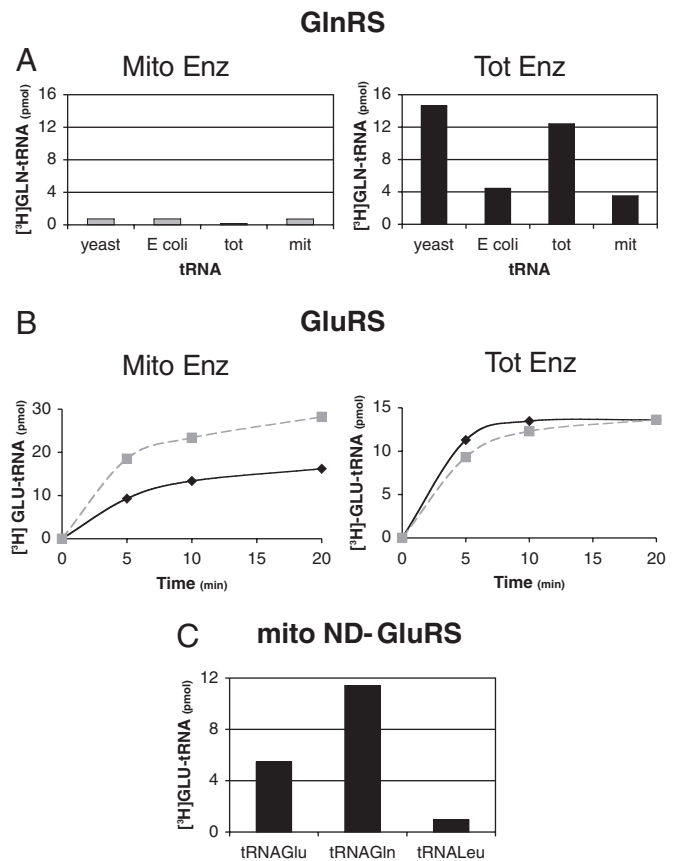 GlnRS
A
Mito Enz
Tot Enz
[³H]GLN-tRNA (pmol)
16
12
8
4
0
yeast E coli tot mit
tRNA
[³H]GLN-tRNA (pmol)
16
12
8
4
0
yeast E coli tot mit
tRNA
B
GluRS
Mito Enz
Tot Enz
[³H] GLU-tRNA (pmol)
30
20
10
0
0 5 10 15 20
Time (min)
[³H]-GLU-tRNA (pmol)
15
10
5
0
0 5 10 15 20
Time (min)
C
mito ND-GluRS
[³H]GLU-tRNA (pmol)
12
8
4
0
tRNAGlu tRNAGln tRNALeu